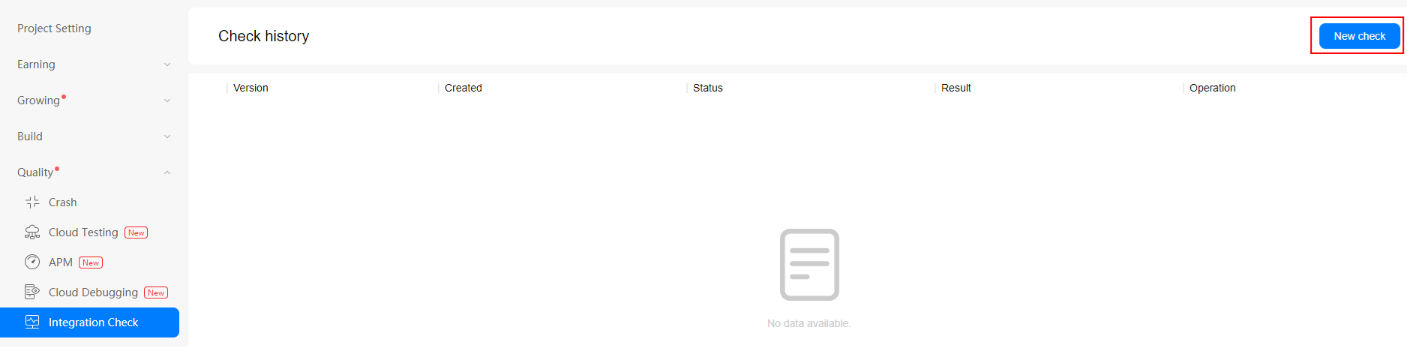 Project Setting
Earning
Growing
Build
Quality
Crash
Cloud Testing New
APM New
Cloud Debugging New
Integration Check
Check history
New check
Version Created Status Result Operation
No data available.